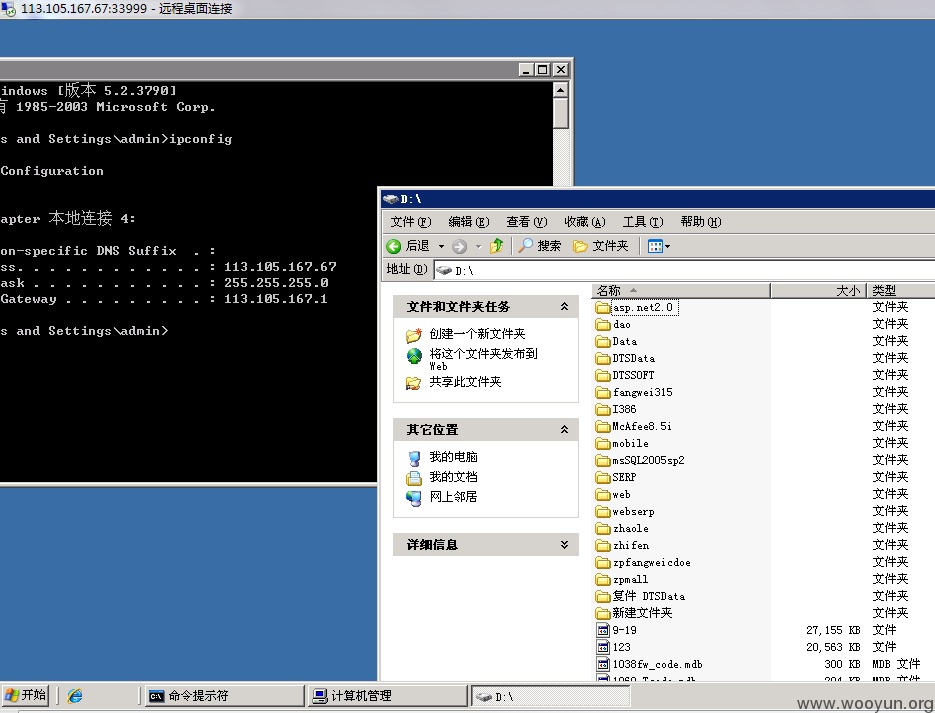 113.105.167.67:33999 - 远程桌面连接
indows [版本 5.2.3790]
有 1985-2003 Microsoft Corp.
s and Settings\admin>ipconfig
Configuration
apter 本地连接 4:
on-specific DNS Suffix . :
ss. . . . . . . . . . . . : 113.105.167.67
ask . . . . . . . . . . . : 255.255.255.0
Gateway . . . . . . . . . : 113.105.167.1
s and Settings\admin>
D:\
文件(F) 编辑(E) 查看(V) 收藏(A) 工具(T) 帮助(H)
后退 搜索 文件夹
地址(D) D:\
文件和文件夹任务
创建一个新文件夹
将这个文件夹发布到
Web
共享此文件夹
其它位置
我的电脑
我的文档
网上邻居
详细信息
名称 大小 类型
asp.net2.0 文件夹
dao 文件夹
Data 文件夹
DTSData 文件夹
DTSSOFT 文件夹
fangwei315 文件夹
I386 文件夹
McAfee8.5i 文件夹
mobile 文件夹
msSQL2005sp2 文件夹
SERP 文件夹
web 文件夹
webserp 文件夹
zhaole 文件夹
zhifen 文件夹
zpfangweicdoe 文件夹
zpmall 文件夹
复件 DTSData 文件夹
新建文件夹 文件夹
9-19 27,155 KB 文件
123 20,563 KB 文件
1038fw_code.mdb 300 KB MDB 文件
开始 命令提示符 计算机管理 D:\
www.wooyun.org